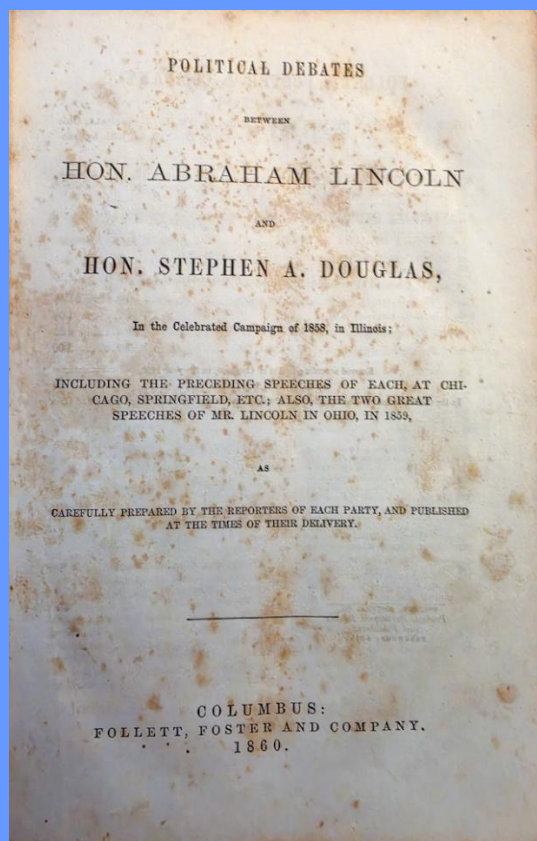 POLITICAL DEBATES
BETWEEN
HON. ABRAHAM LINCOLN
AND
HON. STEPHEN A. DOUGLAS,
In the Celebrated Campaign of 1858, in Illinois;
INCLUDING THE PRECEDING SPEECHES OF EACH, AT CHI-
CAGO, SPRINGFIELD, ETC.; ALSO, THE TWO GREAT
SPEECHES OF MR. LINCOLN IN OHIO, IN 1859,
AS
CAREFULLY PREPARED BY THE REPORTERS OF EACH PARTY, AND PUBLISHED
AT THE TIMES OF THEIR DELIVERY.
COLUMBUS:
FOLLETT, FOSTER AND COMPANY.
1860.